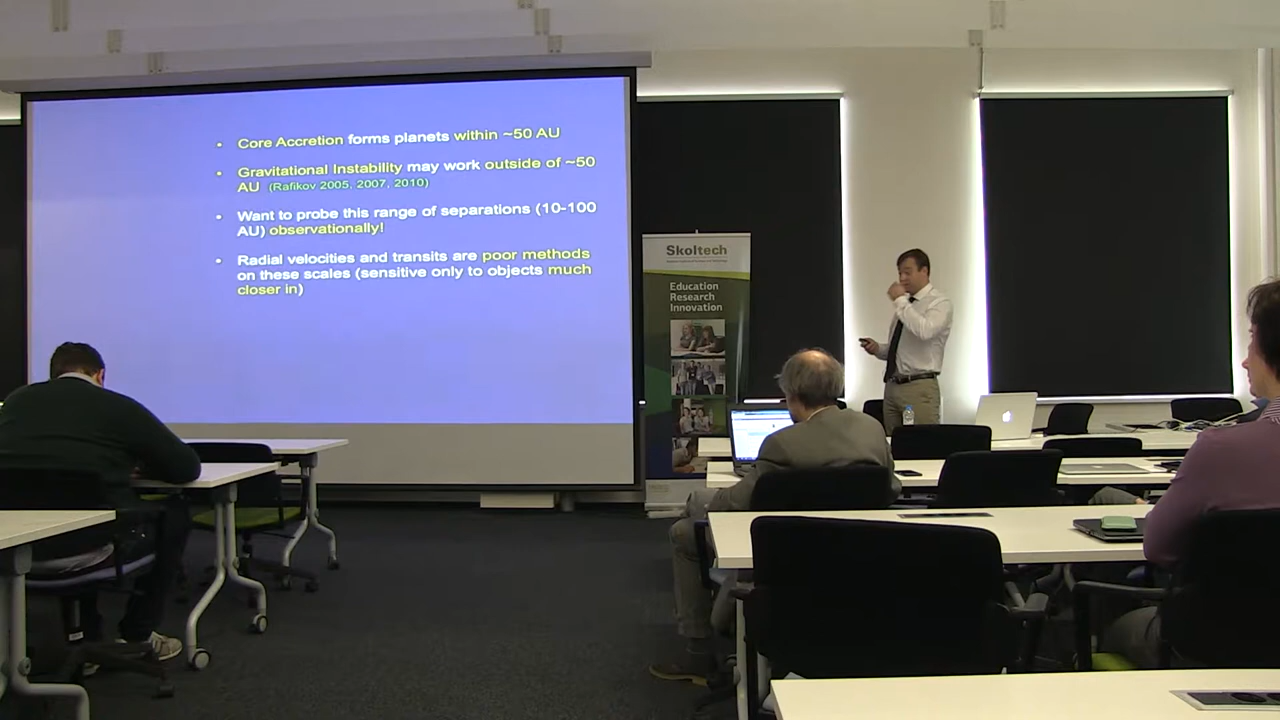 • Core Accretion forms planets within ~50 AU
• Gravitational Instability may work outside of ~50
AU (Rafikov 2005, 2007, 2010)
• Want to probe this range of separations (10-100
AU) observationally!
• Radial velocities and transits are poor methods
on these scales (sensitive only to objects much
closer in)
Skoltech
Education
Research
Innovation